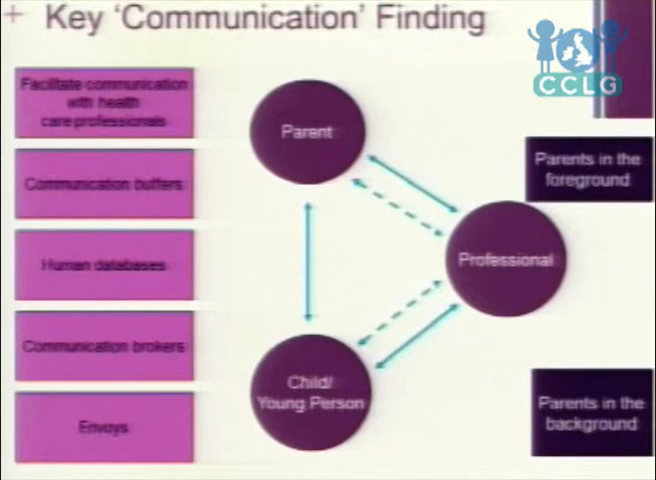 + Key ‘Communication’ Finding
CCLG
Facilitate communication
with health
care professionals
Communication buffers
Human databases
Communication brokers
Envoys
Parent
Professional
Child/
Young Person
Parents in the
foreground
Parents in the
background